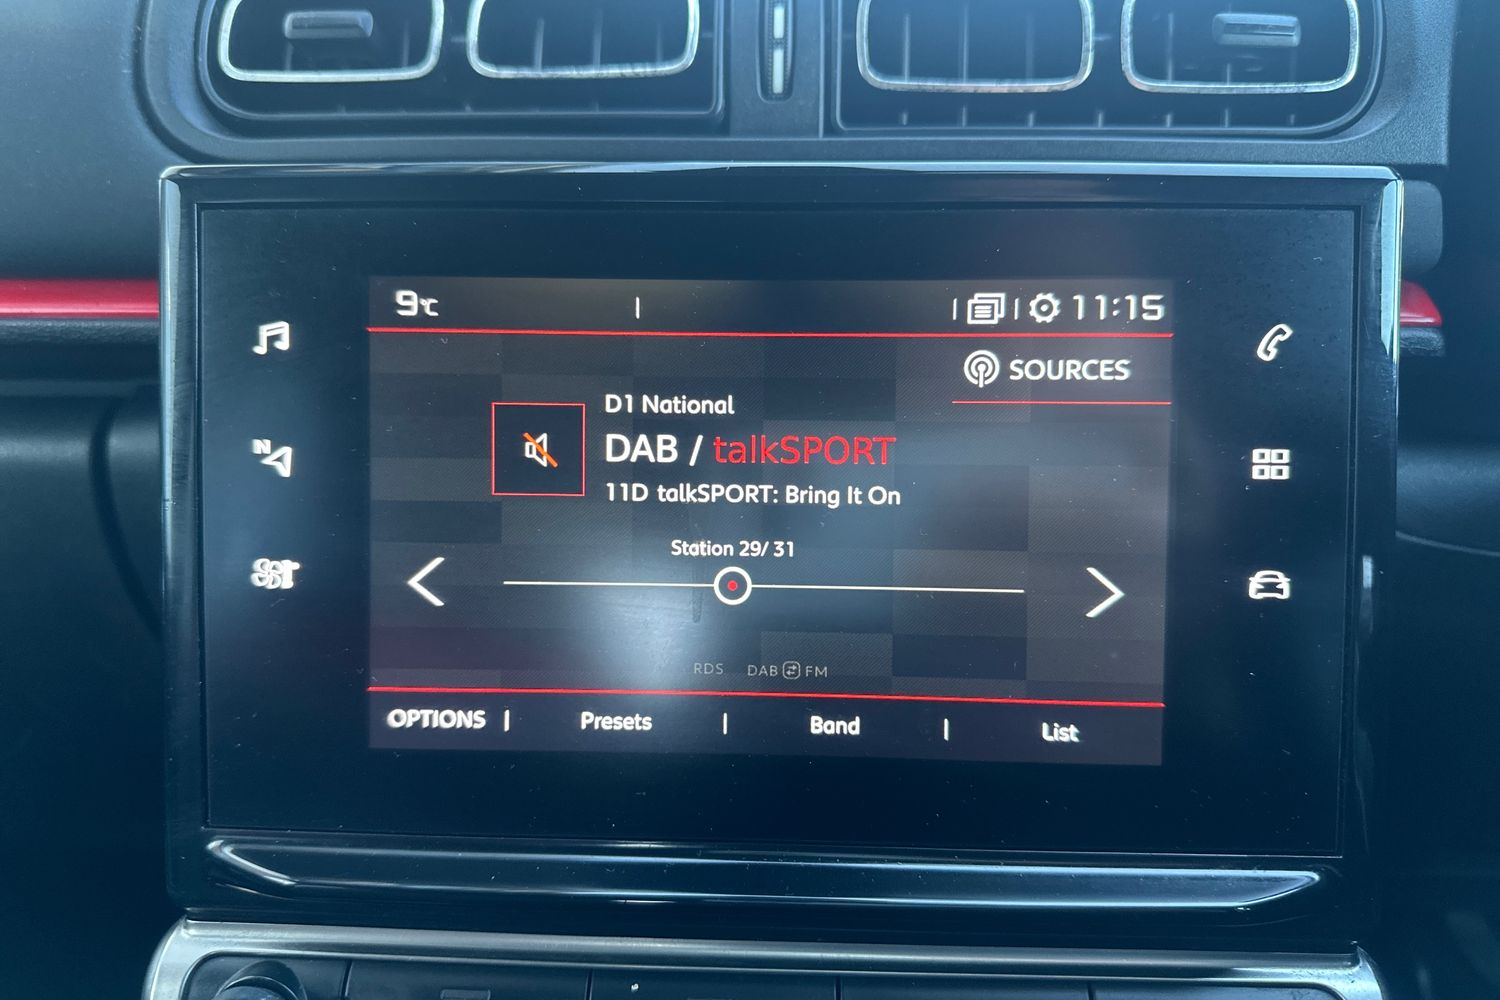 9°C
11:15
SOURCES
D1 National
DAB / talkSPORT
11D talkSPORT: Bring It On
Station 29/31
N
RDS DAB FM
OPTIONS Presets Band List